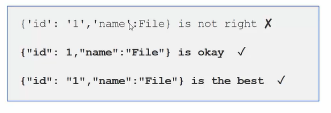 {'id': '1','name':File} is not right ✗
{"id": 1,"name":"File"} is okay ✓
{"id": "1","name":"File"} is the best ✓